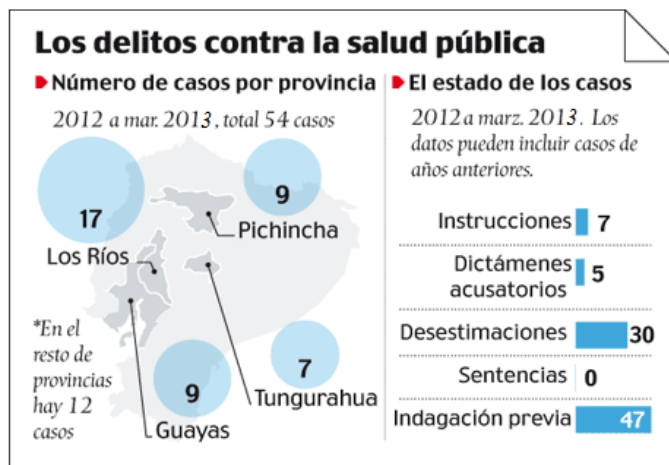 Los delitos contra la salud pública
Número de casos por provincia
2012 a mar. 2013, total 54 casos
17
Los Ríos
9
Pichincha
*En el
resto de
provincias
hay 12
casos
9
Guayas
7
Tungurahua
El estado de los casos
2012 a marz. 2013. Los
datos pueden incluir casos de
años anteriores.
Instrucciones 7
Dictámenes
acusatorios 5
Desestimaciones 30
Sentencias 0
Indagación previa 47